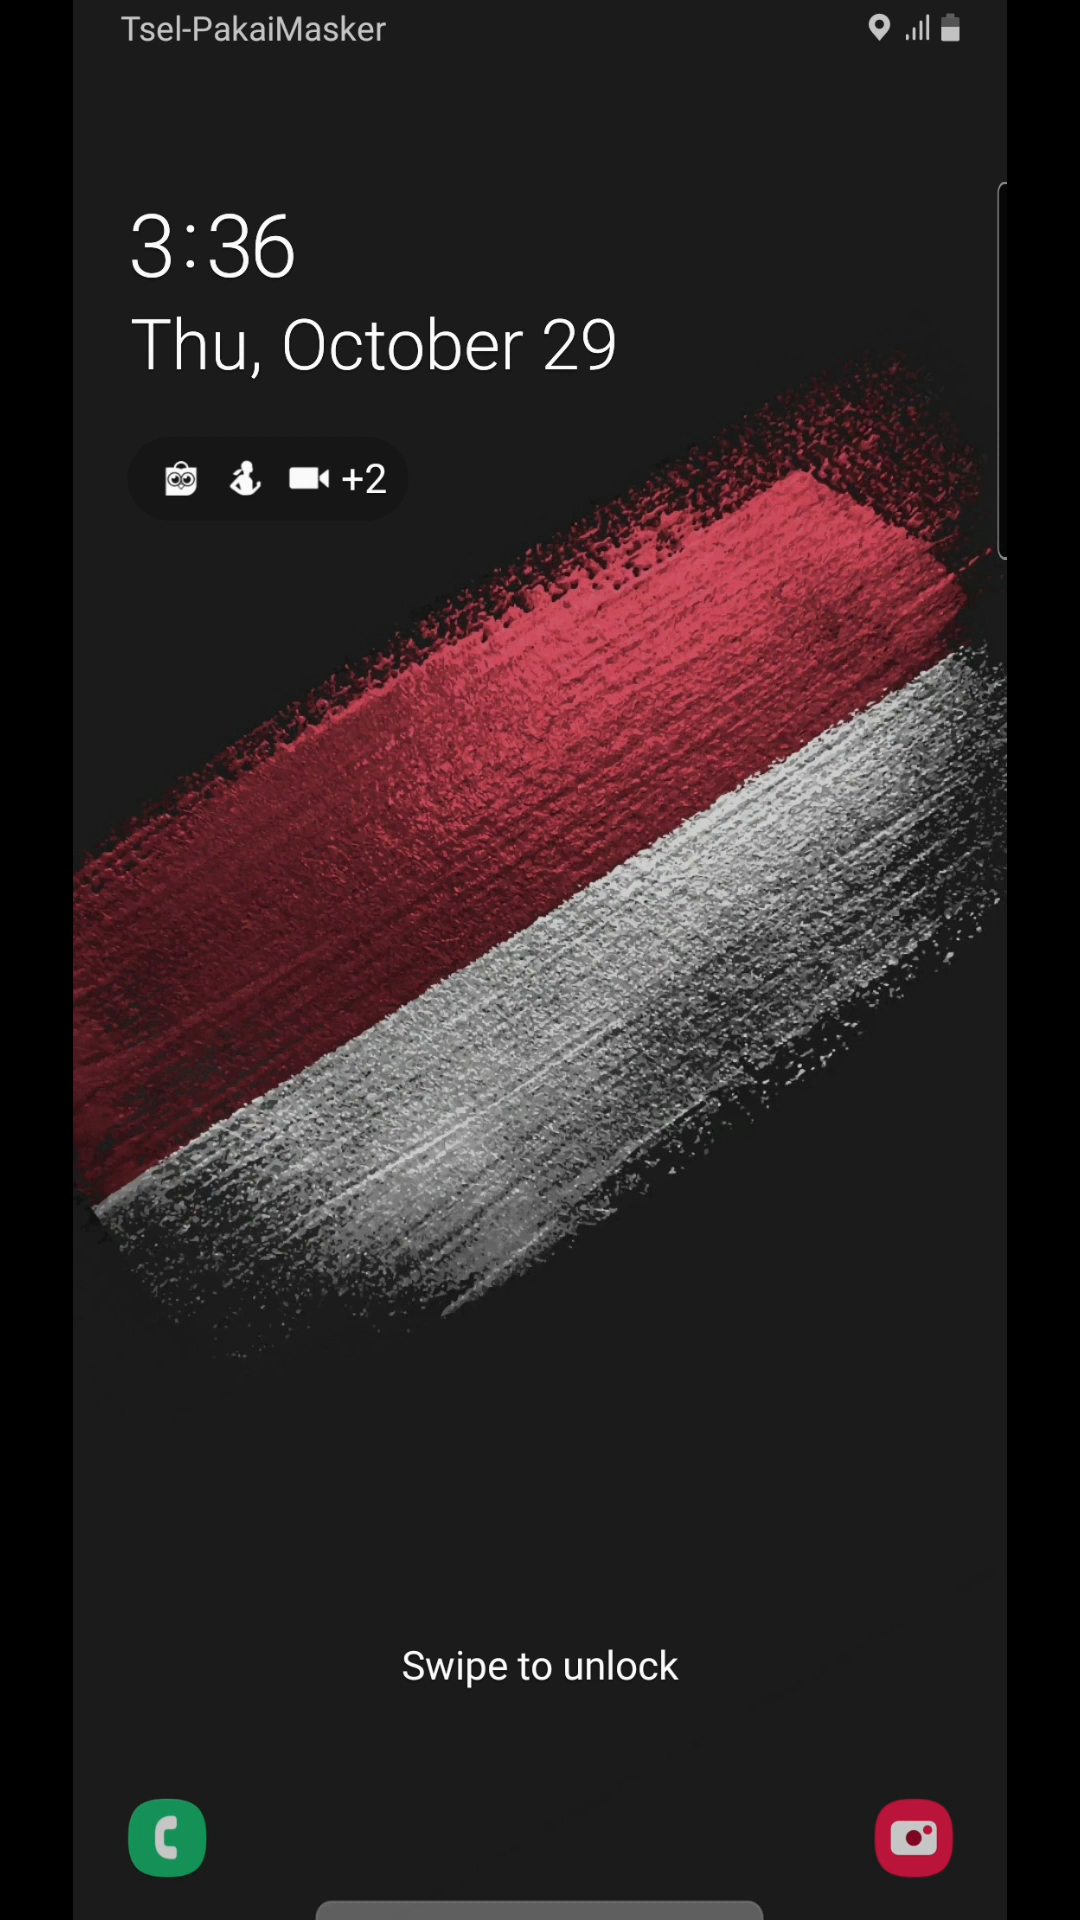 Tsel-PakaiMasker
3:36
Thu, October 29
+2
Swipe to unlock